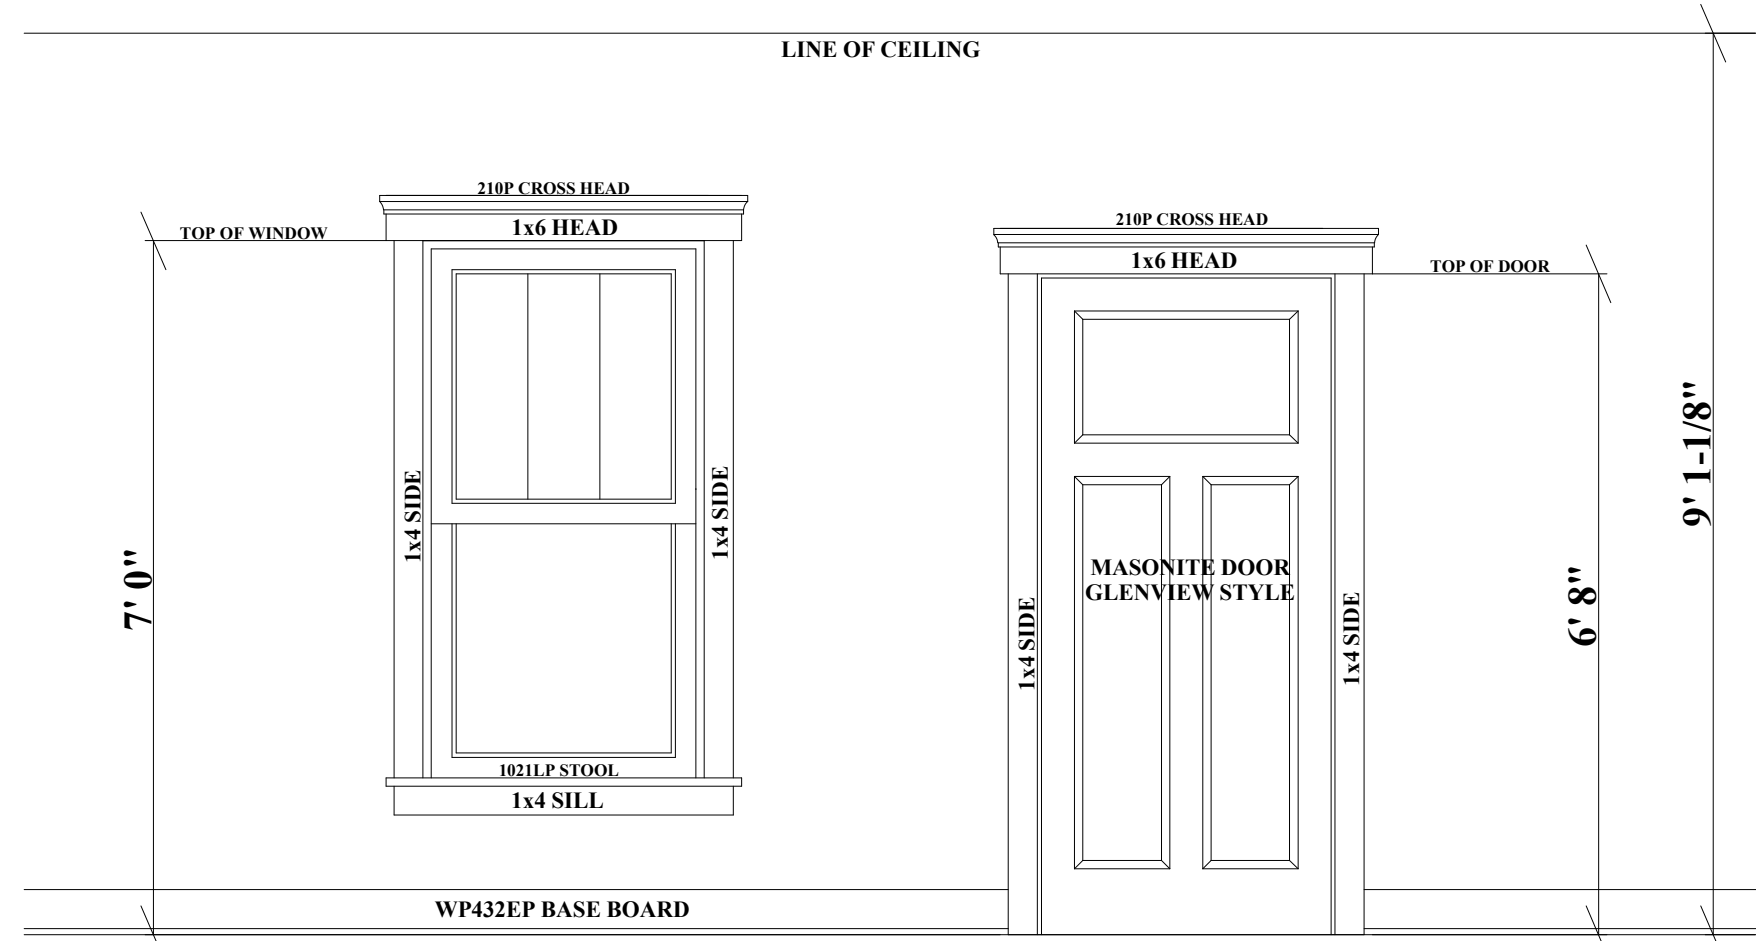 LINE OF CEILING
210P CROSS HEAD
1x6 HEAD
TOP OF WINDOW
210P CROSS HEAD
1x6 HEAD
TOP OF DOOR
1x4 SIDE
1x4 SIDE
7' 0"
1021LP STOOL
1x4 SILL
MASONITE DOOR
GLENVIEW STYLE
1x4 SIDE
1x4 SIDE
6' 8"
9' 1-1/8"
WP432EP BASE BOARD